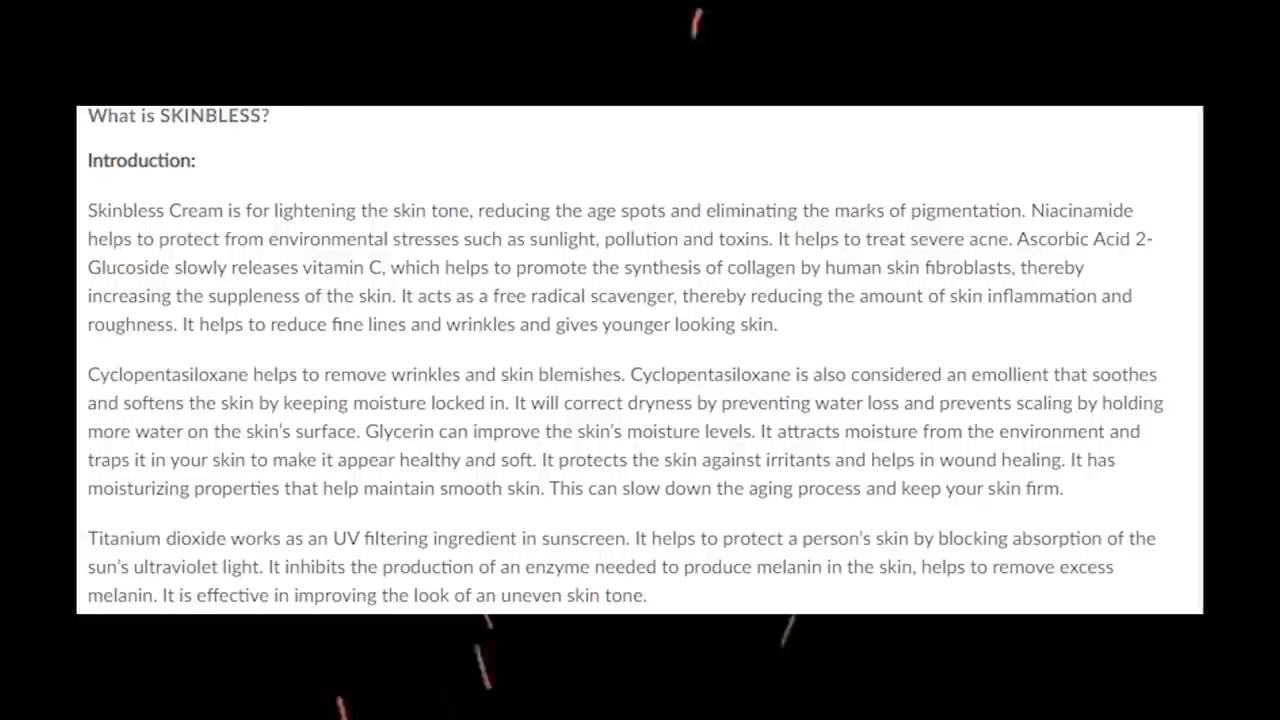 What is SKINBLESS?
Introduction:
Skinbless Cream is for lightening the skin tone, reducing the age spots and eliminating the marks of pigmentation. Niacinamide
helps to protect from environmental stresses such as sunlight, pollution and toxins. It helps to treat severe acne. Ascorbic Acid 2-
Glucoside slowly releases vitamin C, which helps to promote the synthesis of collagen by human skin fibroblasts, thereby
increasing the suppleness of the skin. It acts as a free radical scavenger, thereby reducing the amount of skin inflammation and
roughness. It helps to reduce fine lines and wrinkles and gives younger looking skin.
Cyclopentasiloxane helps to remove wrinkles and skin blemishes. Cyclopentasiloxane is also considered an emollient that soothes
and softens the skin by keeping moisture locked in. It will correct dryness by preventing water loss and prevents scaling by holding
more water on the skin's surface. Glycerin can improve the skin's moisture levels. It attracts moisture from the environment and
traps it in your skin to make it appear healthy and soft. It protects the skin against irritants and helps in wound healing. It has
moisturizing properties that help maintain smooth skin. This can slow down the aging process and keep your skin firm.
Titanium dioxide works as an UV filtering ingredient in sunscreen. It helps to protect a person's skin by blocking absorption of the
sun's ultraviolet light. It inhibits the production of an enzyme needed to produce melanin in the skin, helps to remove excess
melanin. It is effective in improving the look of an uneven skin tone.